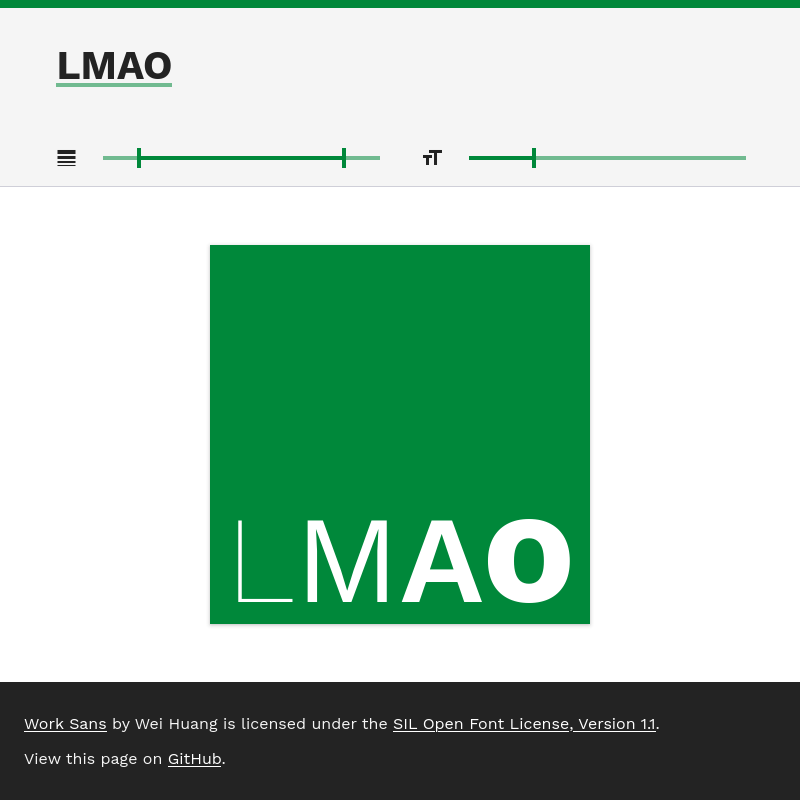 LMAO
LMAO
Work Sans by Wei Huang is licensed under the SIL Open Font License, Version 1.1.
View this page on GitHub.